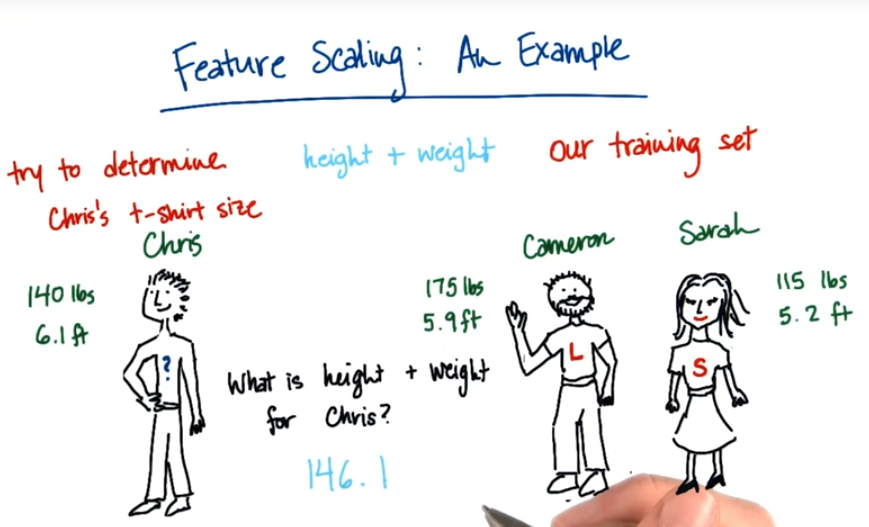 Feature Scaling: An Example
try to determine
Chris's t-shirt size
height + weight
our training set
Chris
140 lbs
6.1 ft
?
Cameron
175 lbs
5.9 ft
L
Sarah
115 lbs
5.2 ft
S
What is height + weight
for Chris?
146.1